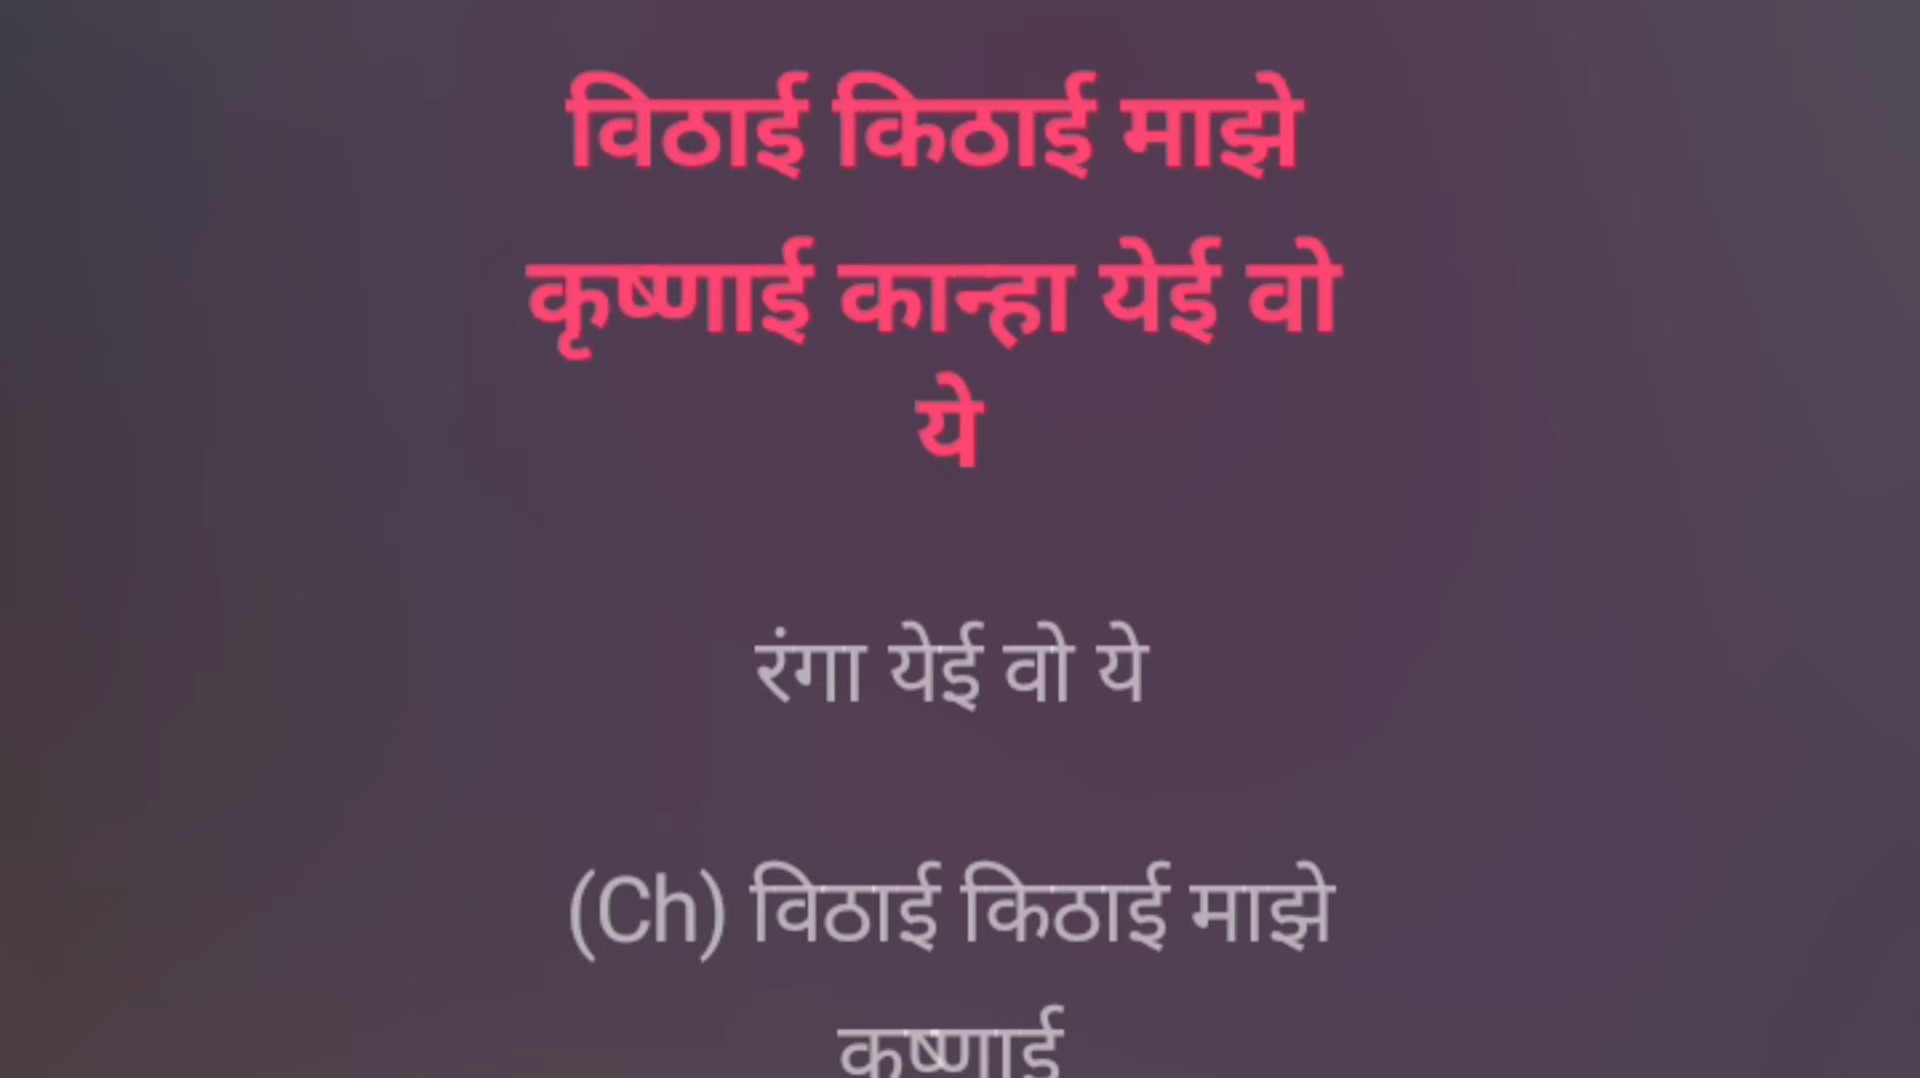 विठाई किठाई माझे
कृष्णाई कान्हा येई वो
ये
रंगा येई वो ये
(Ch) विठाई किठाई माझे
कृष्णाई